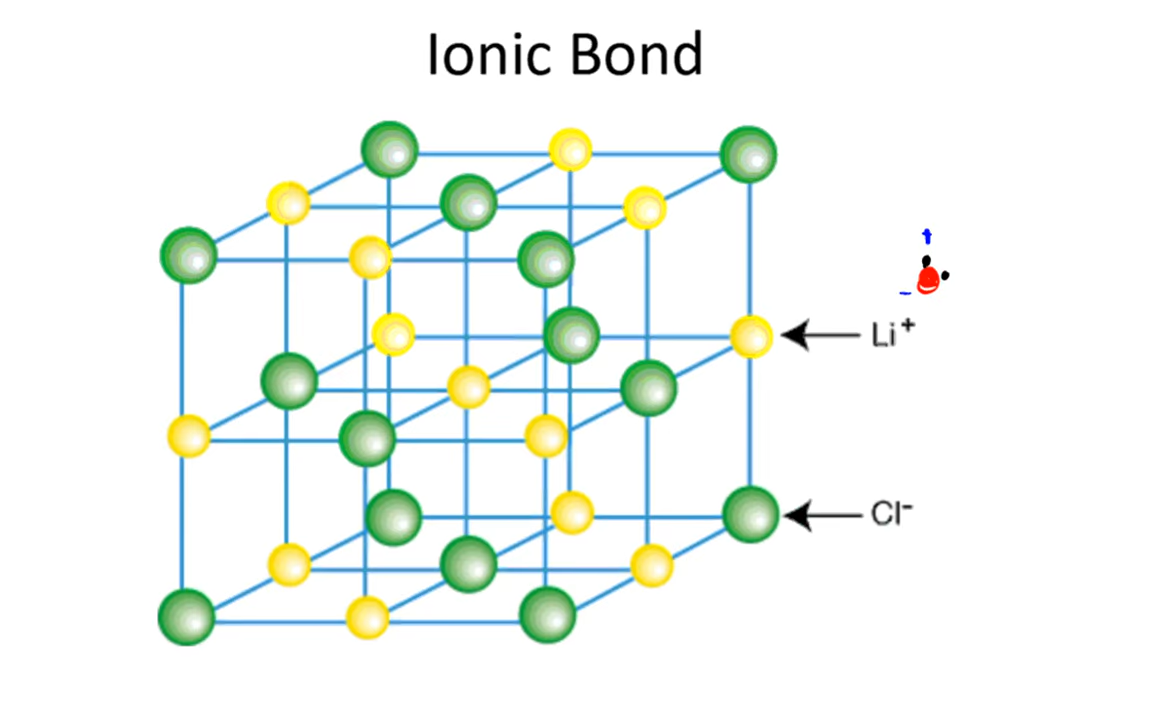 Ionic Bond
+
-
Li⁺
Cl⁻